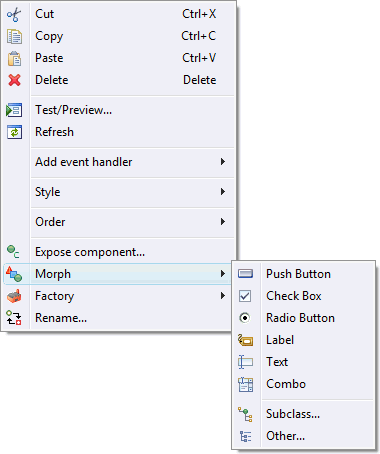 Cut Ctrl+X
Copy Ctrl+C
Paste Ctrl+V
Delete Delete
Test/Preview...
Refresh
Add event handler
Style
Order
Expose component...
Morph
Factory
Rename...
Push Button
Check Box
Radio Button
Label
Text
Combo
Subclass...
Other...